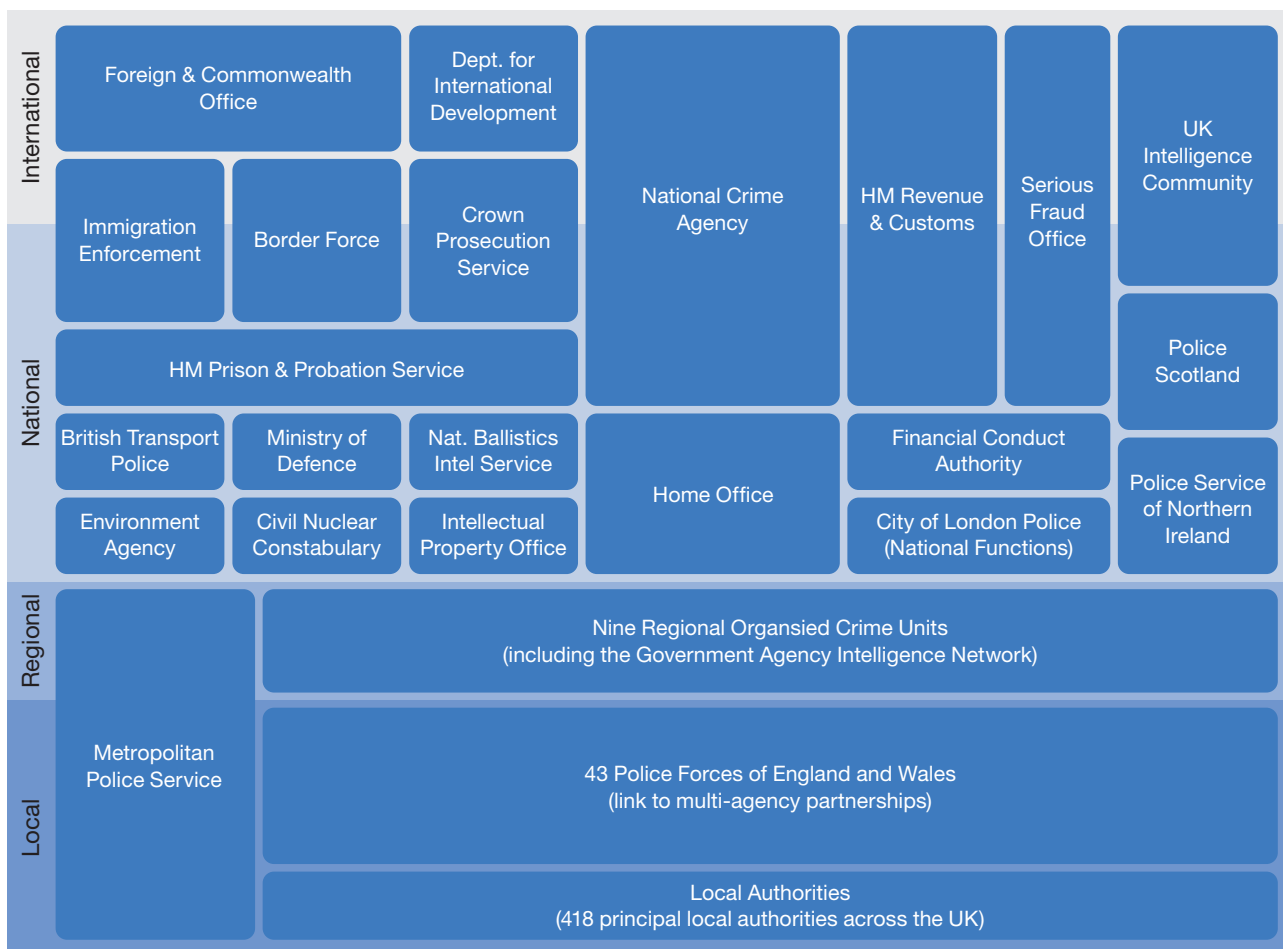 International
Foreign & Commonwealth
Office
Dept. for
International
Development
National Crime
Agency
HM Revenue
& Customs
Serious
Fraud
Office
UK
Intelligence
Community
Immigration
Enforcement
Border Force
Crown
Prosecution
Service
National
HM Prison & Probation Service
Police
Scotland
British Transport
Police
Ministry of
Defence
Nat. Ballistics
Intel Service
Home Office
Financial Conduct
Authority
Police Service
of Northern
Ireland
Environment
Agency
Civil Nuclear
Constabulary
Intellectual
Property Office
City of London Police
(National Functions)
Regional
Metropolitan
Police Service
Nine Regional Organsied Crime Units
(including the Government Agency Intelligence Network)
Local
43 Police Forces of England and Wales
(link to multi-agency partnerships)
Local Authorities
(418 principal local authorities across the UK)